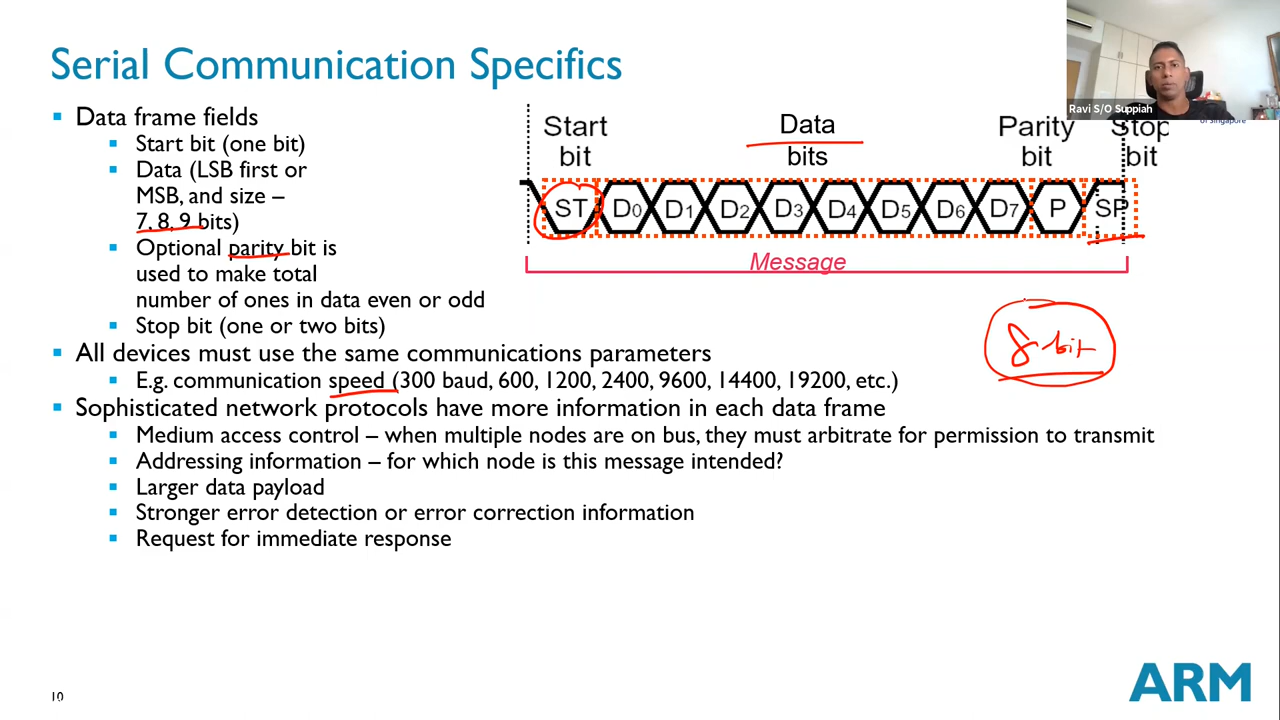 Serial Communication Specifics
Ravi S/O Suppiah
of Singapore
▪ Data frame fields
▪ Start bit (one bit)
▪ Data (LSB first or
MSB, and size –
7, 8, 9 bits)
▪ Optional parity bit is
used to make total
number of ones in data even or odd
▪ Stop bit (one or two bits)
Start
bit
Data
bits
Parity
bit
Stop
bit
ST D0 D1 D2 D3 D4 D5 D6 D7 P SP
Message
8 bit
▪ All devices must use the same communications parameters
▪ E.g. communication speed (300 baud, 600, 1200, 2400, 9600, 14400, 19200, etc.)
▪ Sophisticated network protocols have more information in each data frame
▪ Medium access control – when multiple nodes are on bus, they must arbitrate for permission to transmit
▪ Addressing information – for which node is this message intended?
▪ Larger data payload
▪ Stronger error detection or error correction information
▪ Request for immediate response
10
ARM